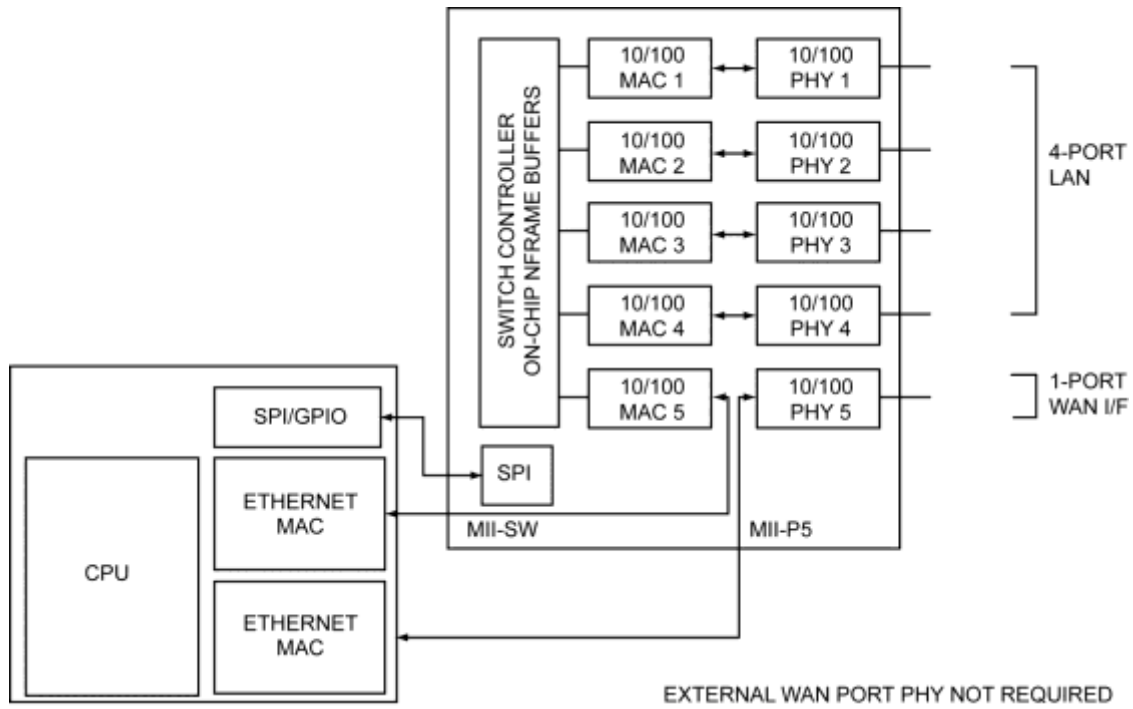 SWITCH CONTROLLER
ON-CHIP NFRAME BUFFERS
10/100
MAC 1
10/100
PHY 1
10/100
MAC 2
10/100
PHY 2
10/100
MAC 3
10/100
PHY 3
10/100
MAC 4
10/100
PHY 4
10/100
MAC 5
10/100
PHY 5
4-PORT
LAN
1-PORT
WAN I/F
SPI/GPIO
SPI
ETHERNET
MAC
MII-SW
MII-P5
CPU
ETHERNET
MAC
EXTERNAL WAN PORT PHY NOT REQUIRED